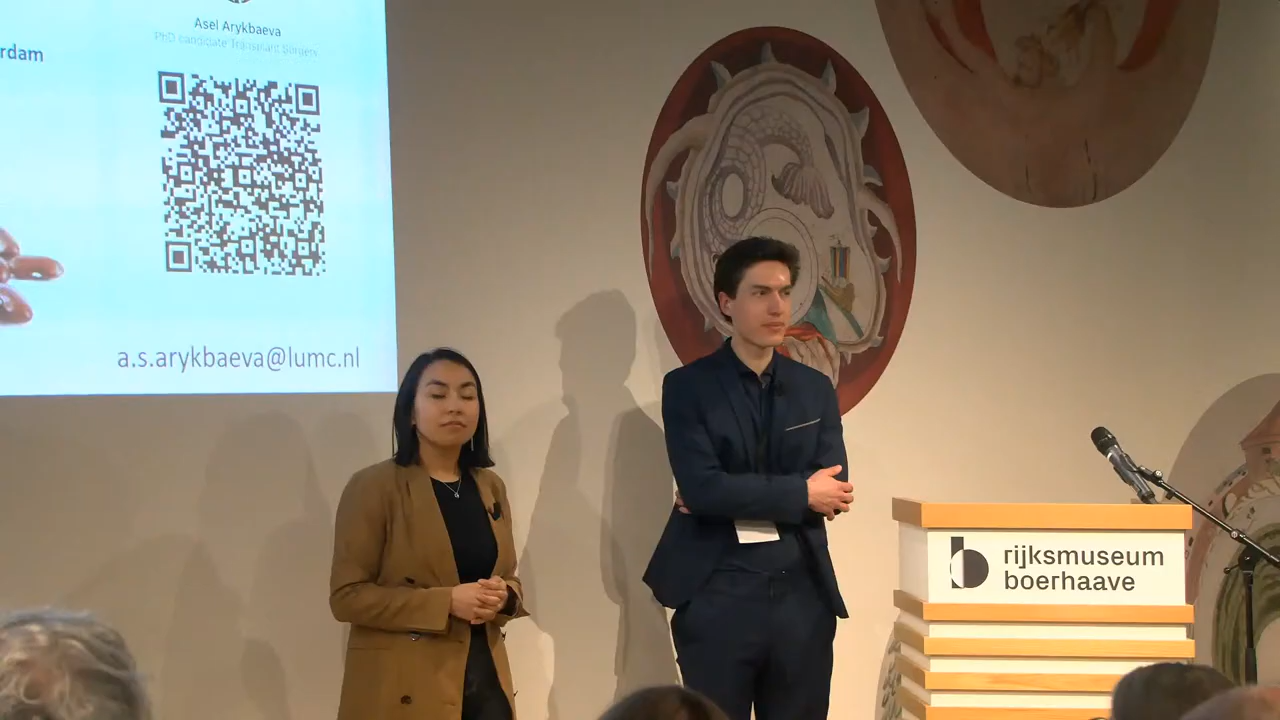 rdam
Asel Arykbaeva
PhD candidate Transplant Surgery
a.s.arykbaeva@lumc.nl
b rijksmuseum
boerhaave